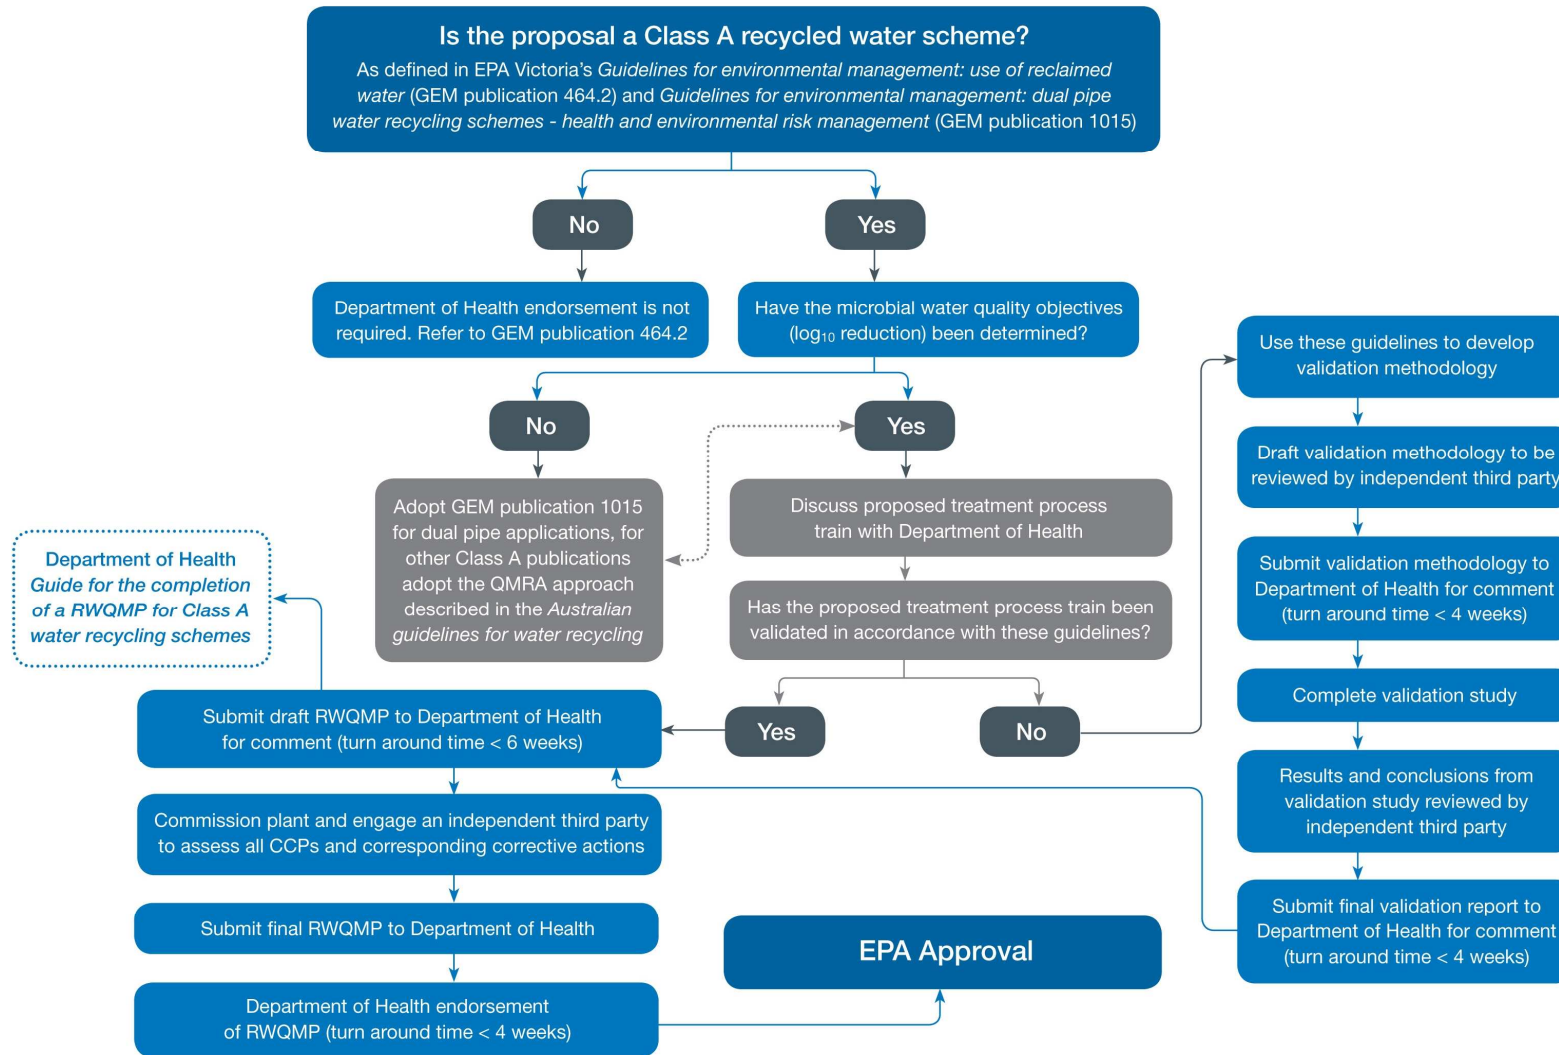 Is the proposal a Class A recycled water scheme?
As defined in EPA Victoria's Guidelines for environmental management: use of reclaimed
water (GEM publication 464.2) and Guidelines for environmental management: dual pipe
water recycling schemes - health and environmental risk management (GEM publication 1015)
No
Yes
Department of Health endorsement is not
required. Refer to GEM publication 464.2
Have the microbial water quality objectives
(log₁₀ reduction) been determined?
No
Yes
Adopt GEM publication 1015
for dual pipe applications, for
other Class A publications
adopt the QMRA approach
described in the Australian
guidelines for water recycling
Discuss proposed treatment process
train with Department of Health
Has the proposed treatment process train been
validated in accordance with these guidelines?
Yes
No
Use these guidelines to develop
validation methodology
Draft validation methodology to be
reviewed by independent third party
Submit validation methodology to
Department of Health for comment
(turn around time < 4 weeks)
Complete validation study
Results and conclusions from
validation study reviewed by
independent third party
Submit final validation report to
Department of Health for comment
(turn around time < 4 weeks)
Department of Health
Guide for the completion
of a RWQMP for Class A
water recycling schemes
Submit draft RWQMP to Department of Health
for comment (turn around time < 6 weeks)
Commission plant and engage an independent third party
to assess all CCPs and corresponding corrective actions
Submit final RWQMP to Department of Health
Department of Health endorsement
of RWQMP (turn around time < 4 weeks)
EPA Approval